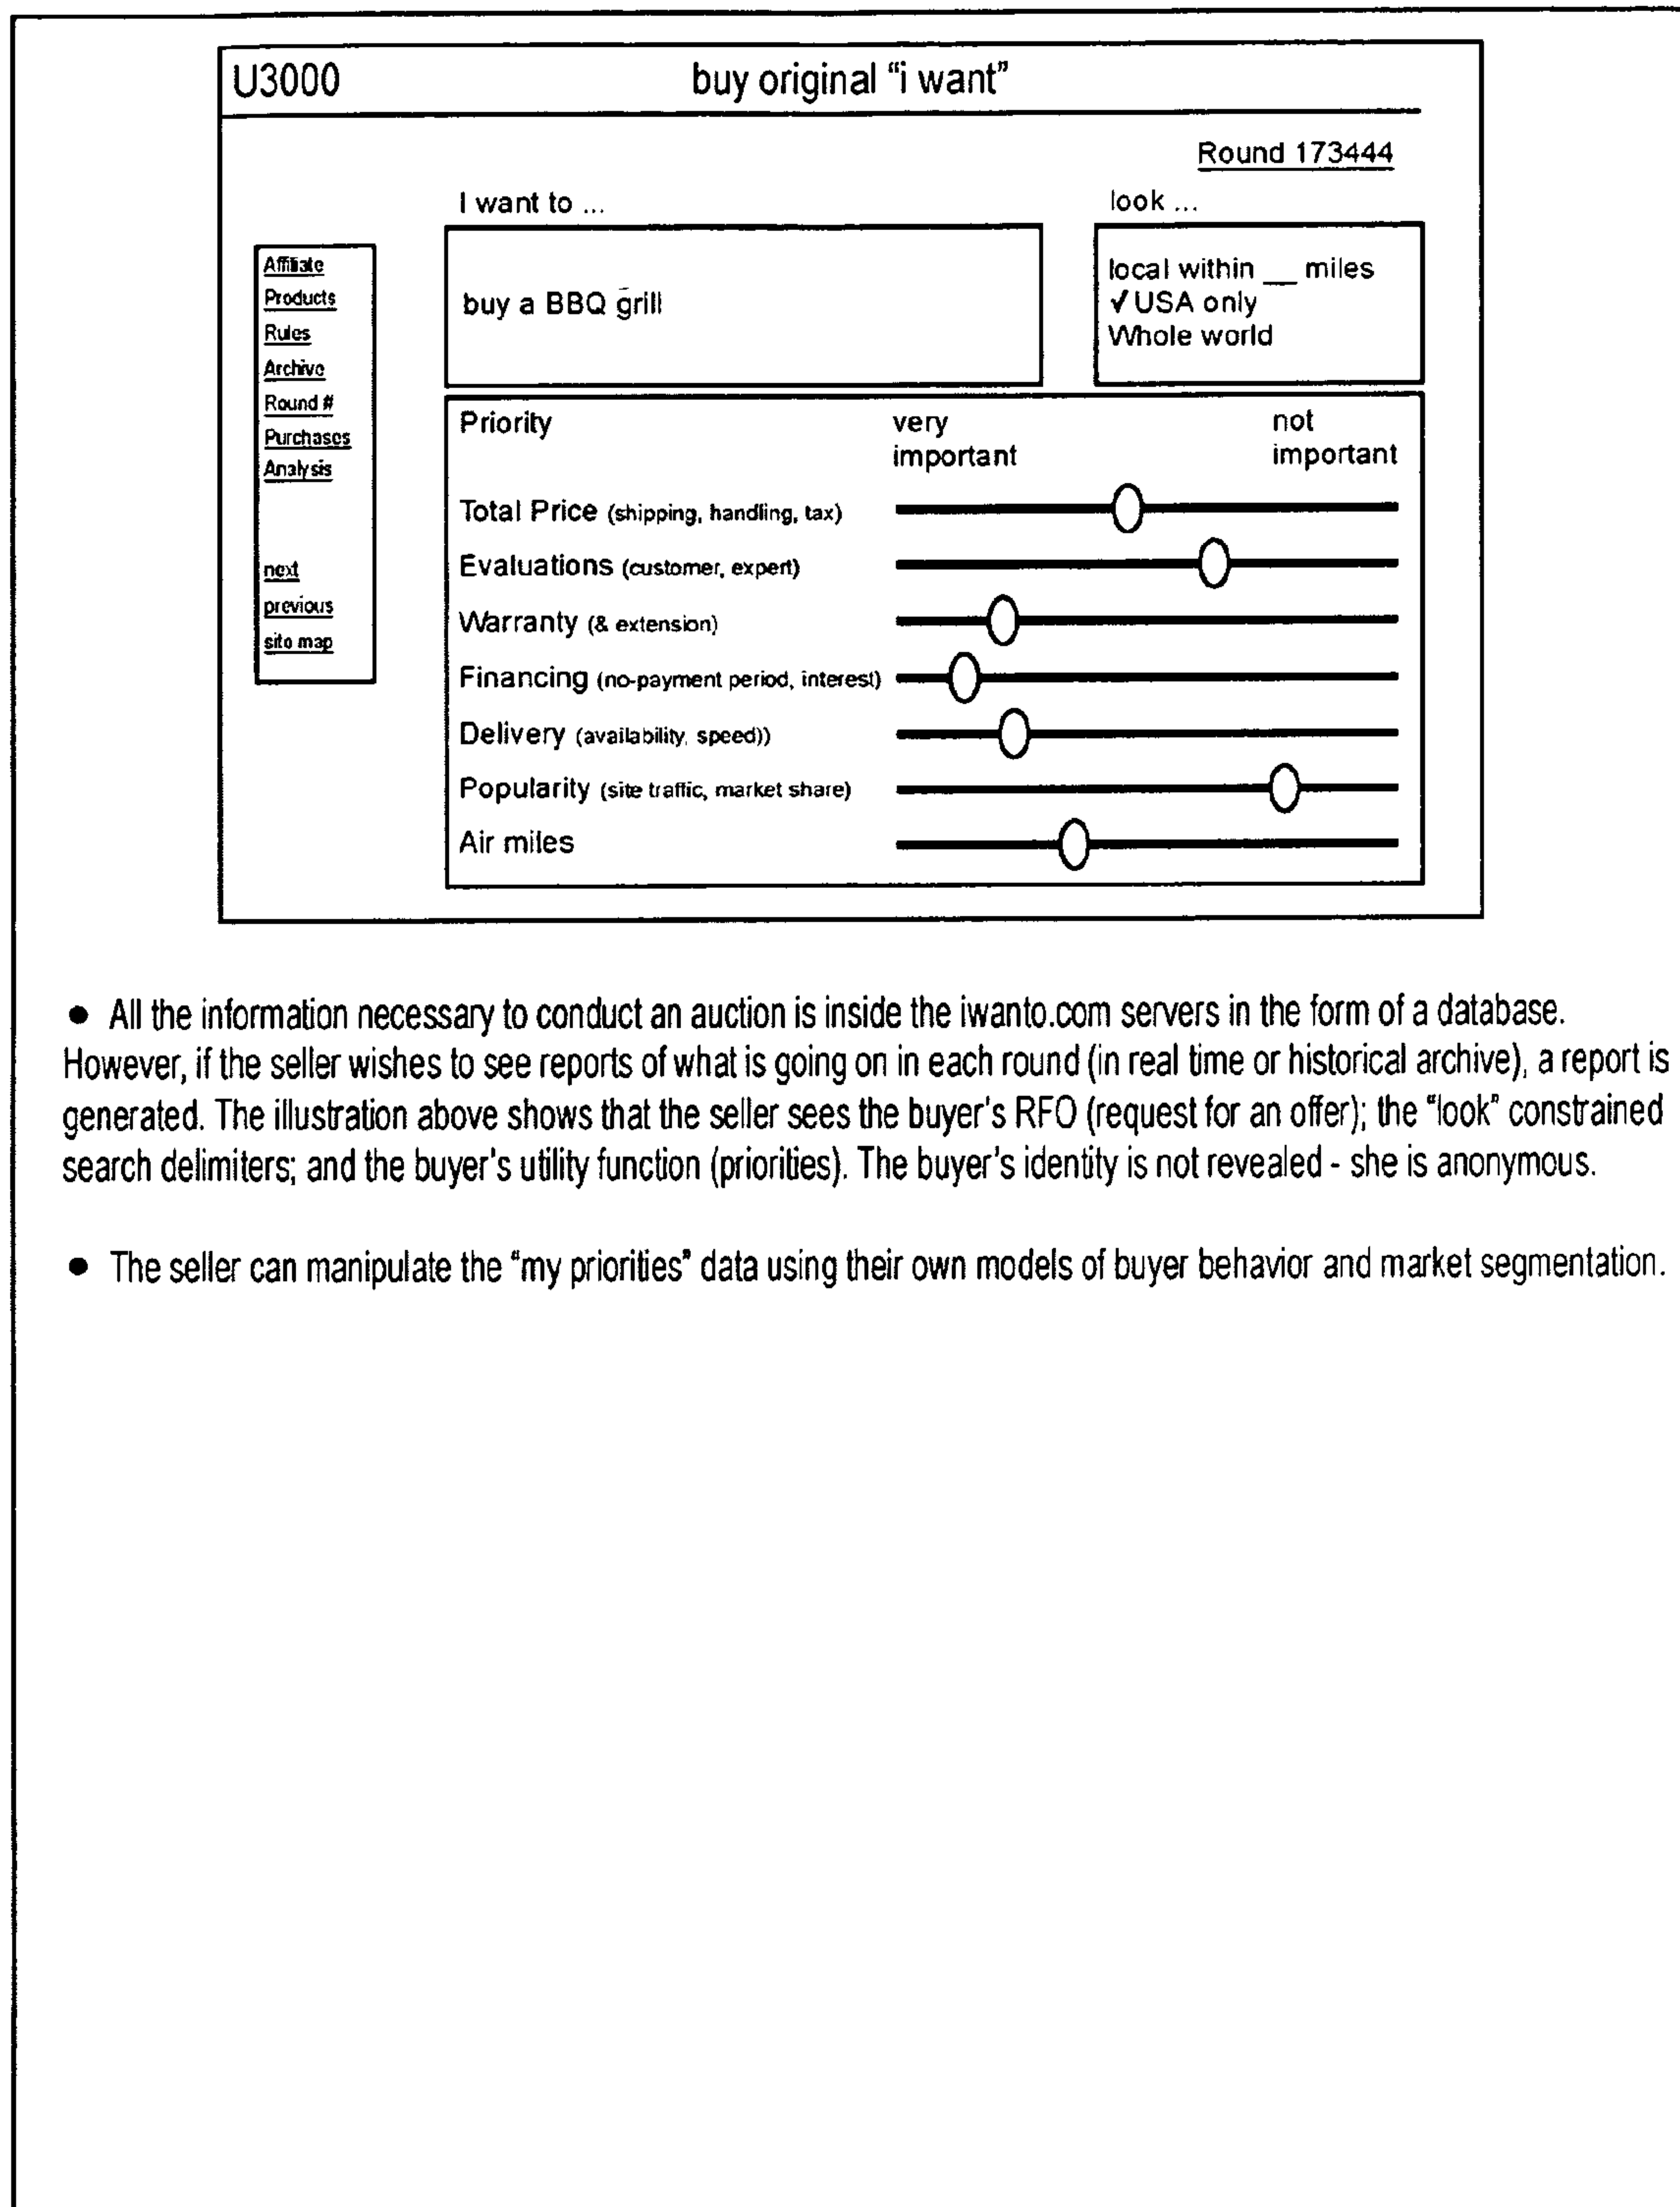 U3000 buy original “i want”
Round 173444
I want to ...
look ...
Affiliate
Products
Rules
Archive
Round #
Purchases
Analysis
next
previous
site map
buy a BBQ grill
local within __ miles
✓USA only
Whole world
Priority very important not important
Total Price (shipping, handling, tax)
Evaluations (customer, expert)
Warranty (& extension)
Financing (no-payment period, interest)
Delivery (availability, speed))
Popularity (site traffic, market share)
Air miles
● All the information necessary to conduct an auction is inside the iwanto.com servers in the form of a database.
However, if the seller wishes to see reports of what is going on in each round (in real time or historical archive), a report is
generated. The illustration above shows that the seller sees the buyer's RFO (request for an offer); the “look” constrained
search delimiters; and the buyer's utility function (priorities). The buyer's identity is not revealed - she is anonymous.
● The seller can manipulate the “my priorities” data using their own models of buyer behavior and market segmentation.